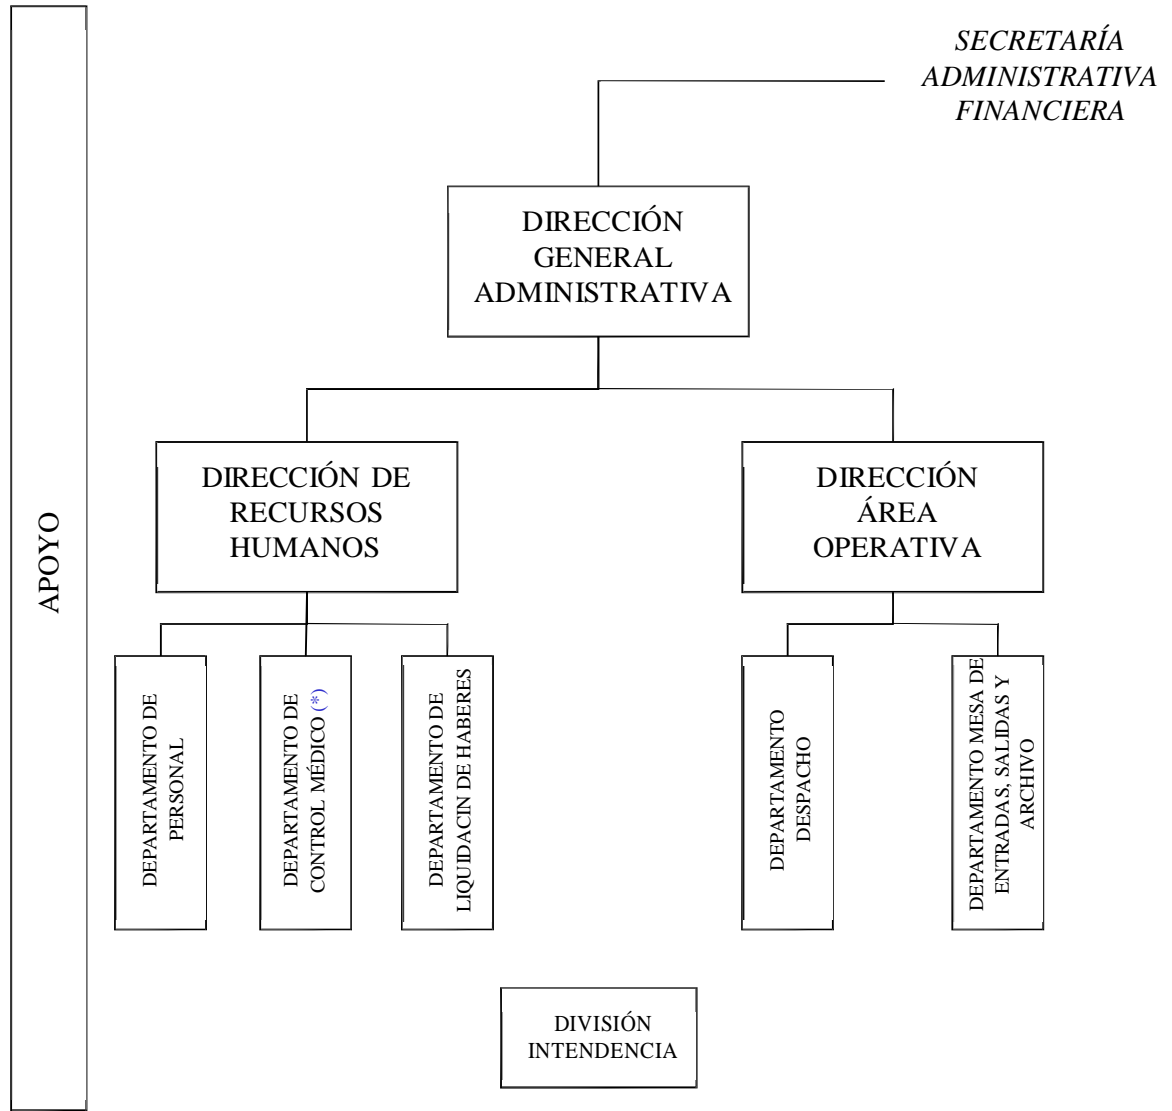 SECRETARÍA
ADMINISTRATIVA
FINANCIERA
DIRECCIÓN
GENERAL
ADMINISTRATIVA
DIRECCIÓN DE
RECURSOS
HUMANOS
DIRECCIÓN
ÁREA
OPERATIVA
APOYO
DEPARTAMENTO DE
PERSONAL
DEPARTAMENTO DE
CONTROL MÉDICO (*)
DEPARTAMENTO DE
LIQUIDACIN DE HABERES
DEPARTAMENTO
DESPACHO
DEPARTAMENTO MESA DE
ENTRADAS, SALIDAS Y
ARCHIVO
DIVISIÓN
INTENDENCIA